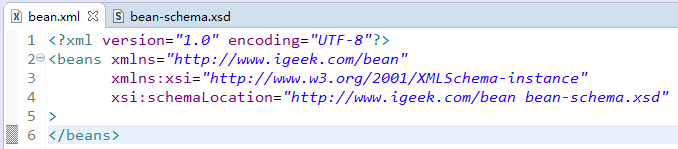 bean.xml bean-schema.xsd
1 <?xml version="1.0" encoding="UTF-8"?>
2 <beans xmlns="http://www.igeek.com/bean"
3 xmlns:xsi="http://www.w3.org/2001/XMLSchema-instance"
4 xsi:schemaLocation="http://www.igeek.com/bean bean-schema.xsd"
5 >
6 </beans>